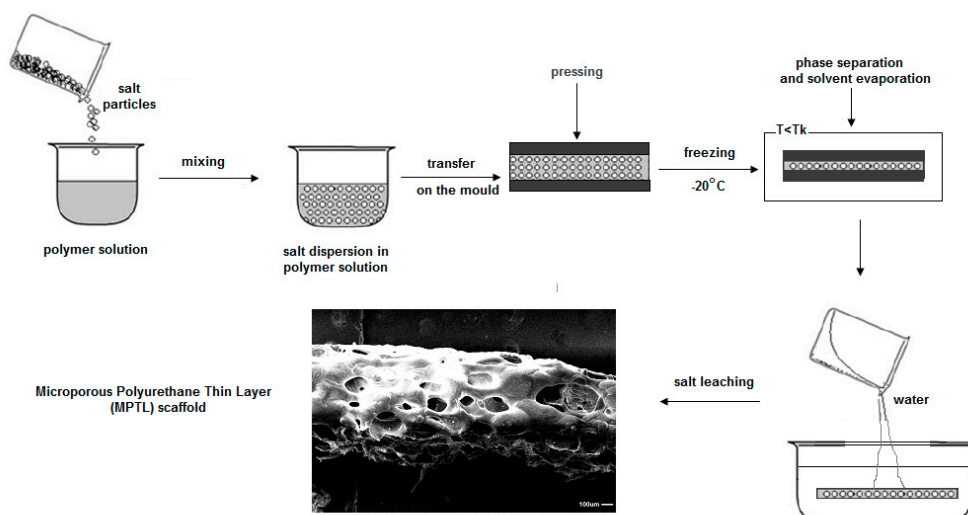 salt
particles
polymer solution
mixing
salt dispersion in
polymer solution
transfer
on the mould
pressing
freezing
-20°C
phase separation
and solvent evaporation
T<Tk
water
salt leaching
Microporous Polyurethane Thin Layer
(MPTL) scaffold
100um